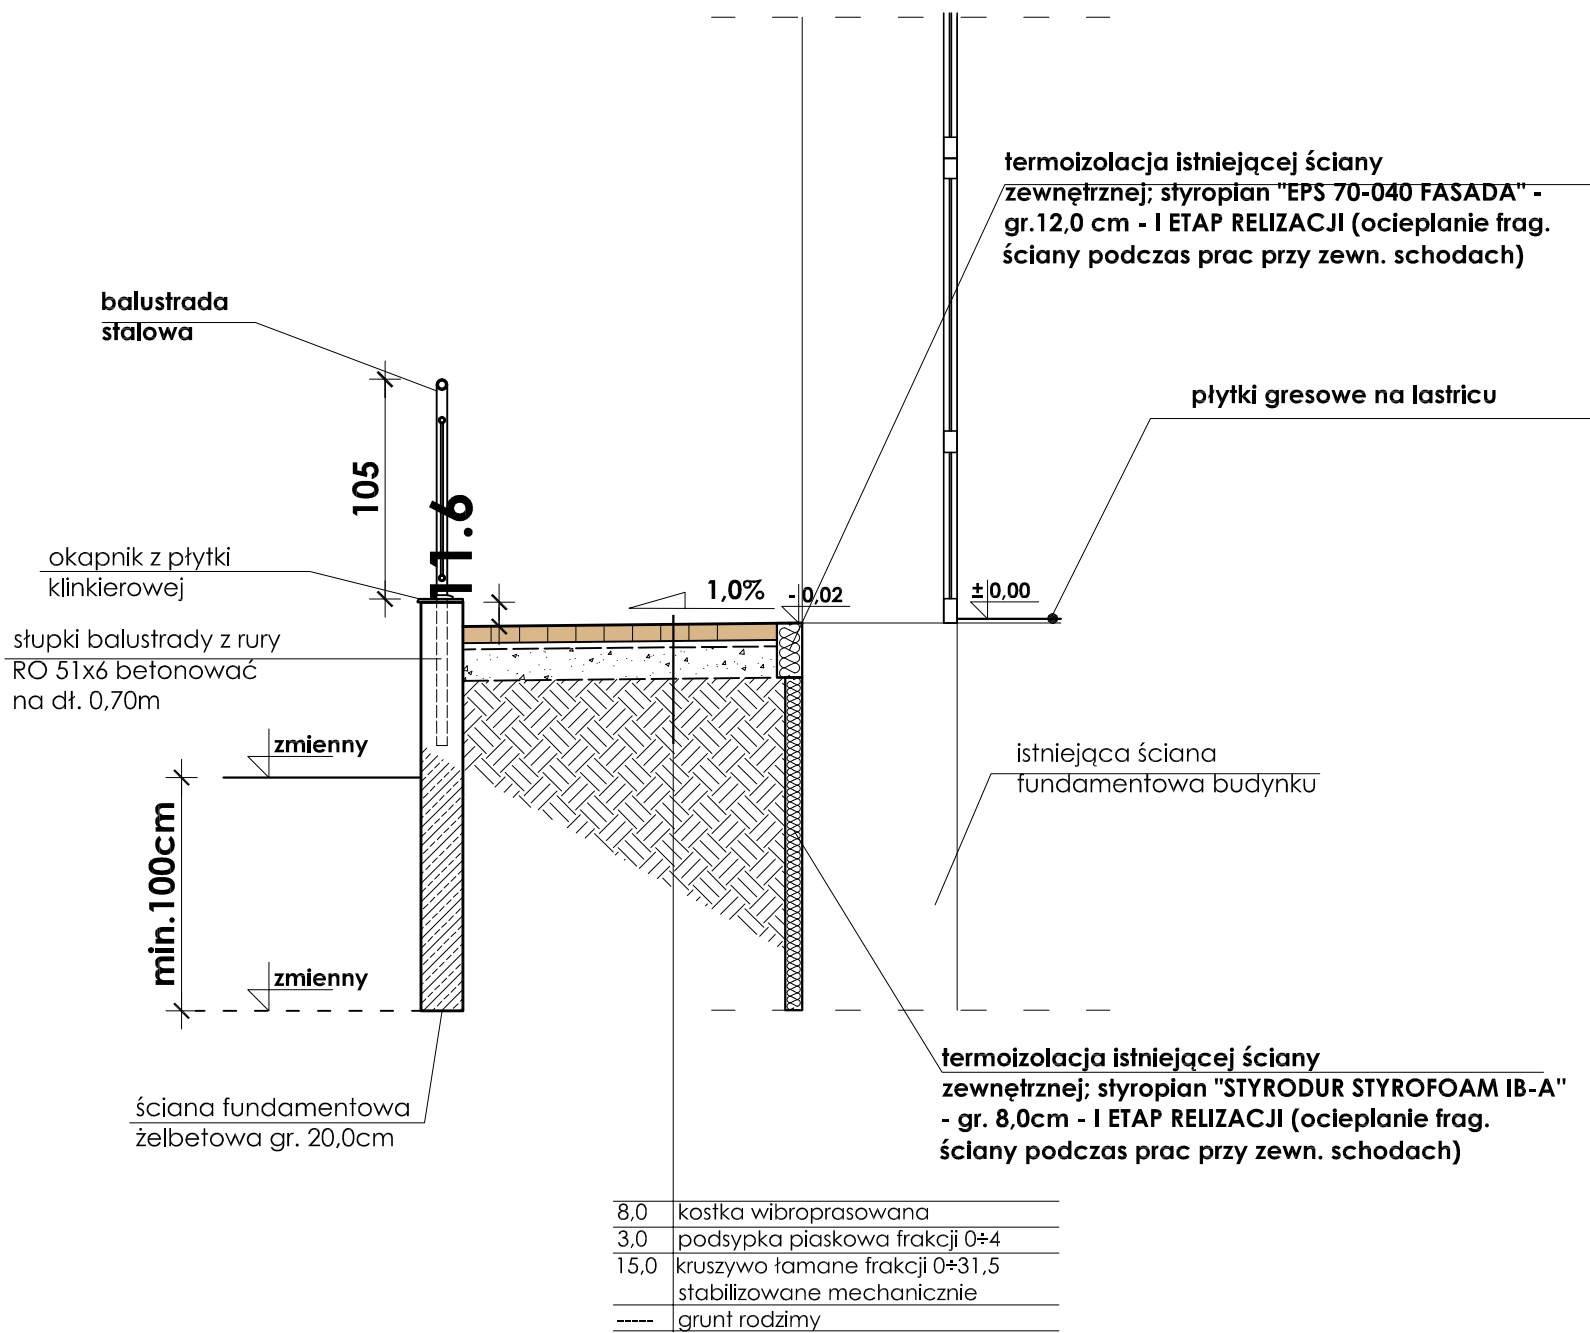 termoizolacja istniejącej ściany
zewnętrznej; styropian "EPS 70-040 FASADA" -
gr.12,0 cm - I ETAP RELIZACJI (ocieplanie frag.
ściany podczas prac przy zewn. schodach)
balustrada
stalowa
płytki gresowe na lastricu
105
11.6
okapnik z płytki
klinkierowej
1,0%
- 0,02
± 0,00
słupki balustrady z rury
RO 51x6 betonować
na dł. 0,70m
zmienny
istniejąca ściana
fundamentowa budynku
min.100cm
zmienny
termoizolacja istniejącej ściany
zewnętrznej; styropian "STYRODUR STYROFOAM IB-A"
- gr. 8,0cm - I ETAP RELIZACJI (ocieplanie frag.
ściany podczas prac przy zewn. schodach)
ściana fundamentowa
żelbetowa gr. 20,0cm
8,0 kostka wibroprasowana
3,0 podsypka piaskowa frakcji 0÷4
15,0 kruszywo łamane frakcji 0÷31,5
stabilizowane mechanicznie
----- grunt rodzimy